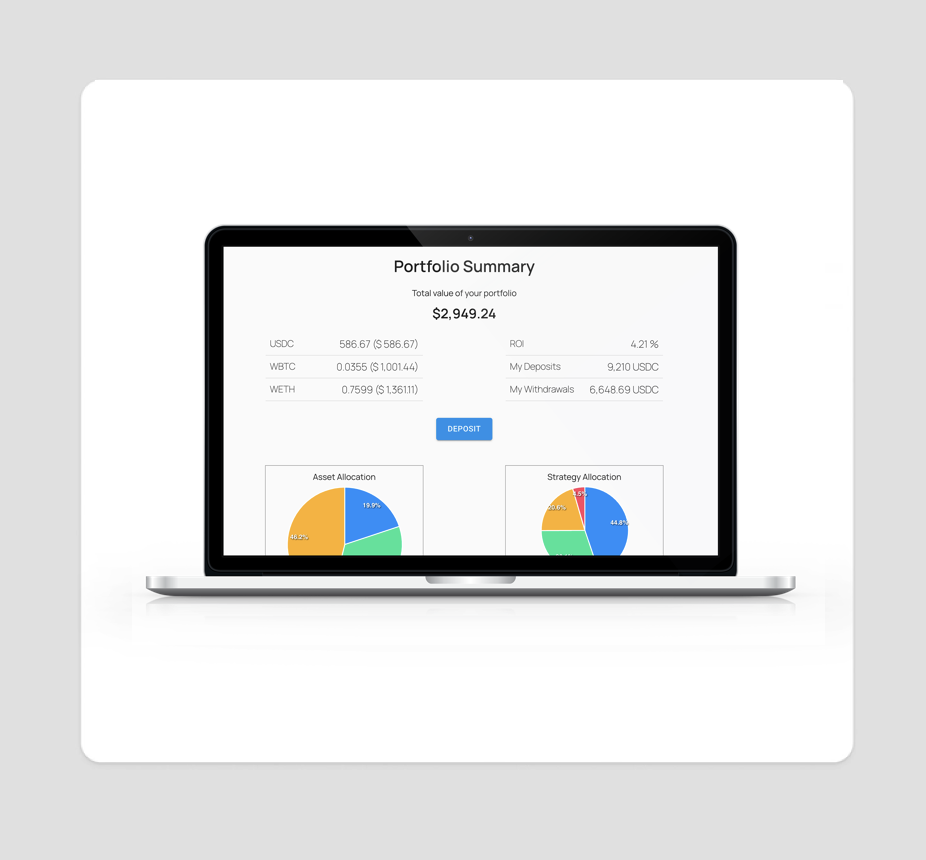 Portfolio Summary
Total value of your portfolio
$2,949.24
USDC 586.67 ($ 586.67)
WBTC 0.0355 ($ 1,001.44)
WETH 0.7599 ($ 1,361.11)
ROI 4.21 %
My Deposits 9,210 USDC
My Withdrawals 6,648.69 USDC
DEPOSIT
Asset Allocation
19.9%
46.2%
Strategy Allocation
4.6%
20.6%
44.8%